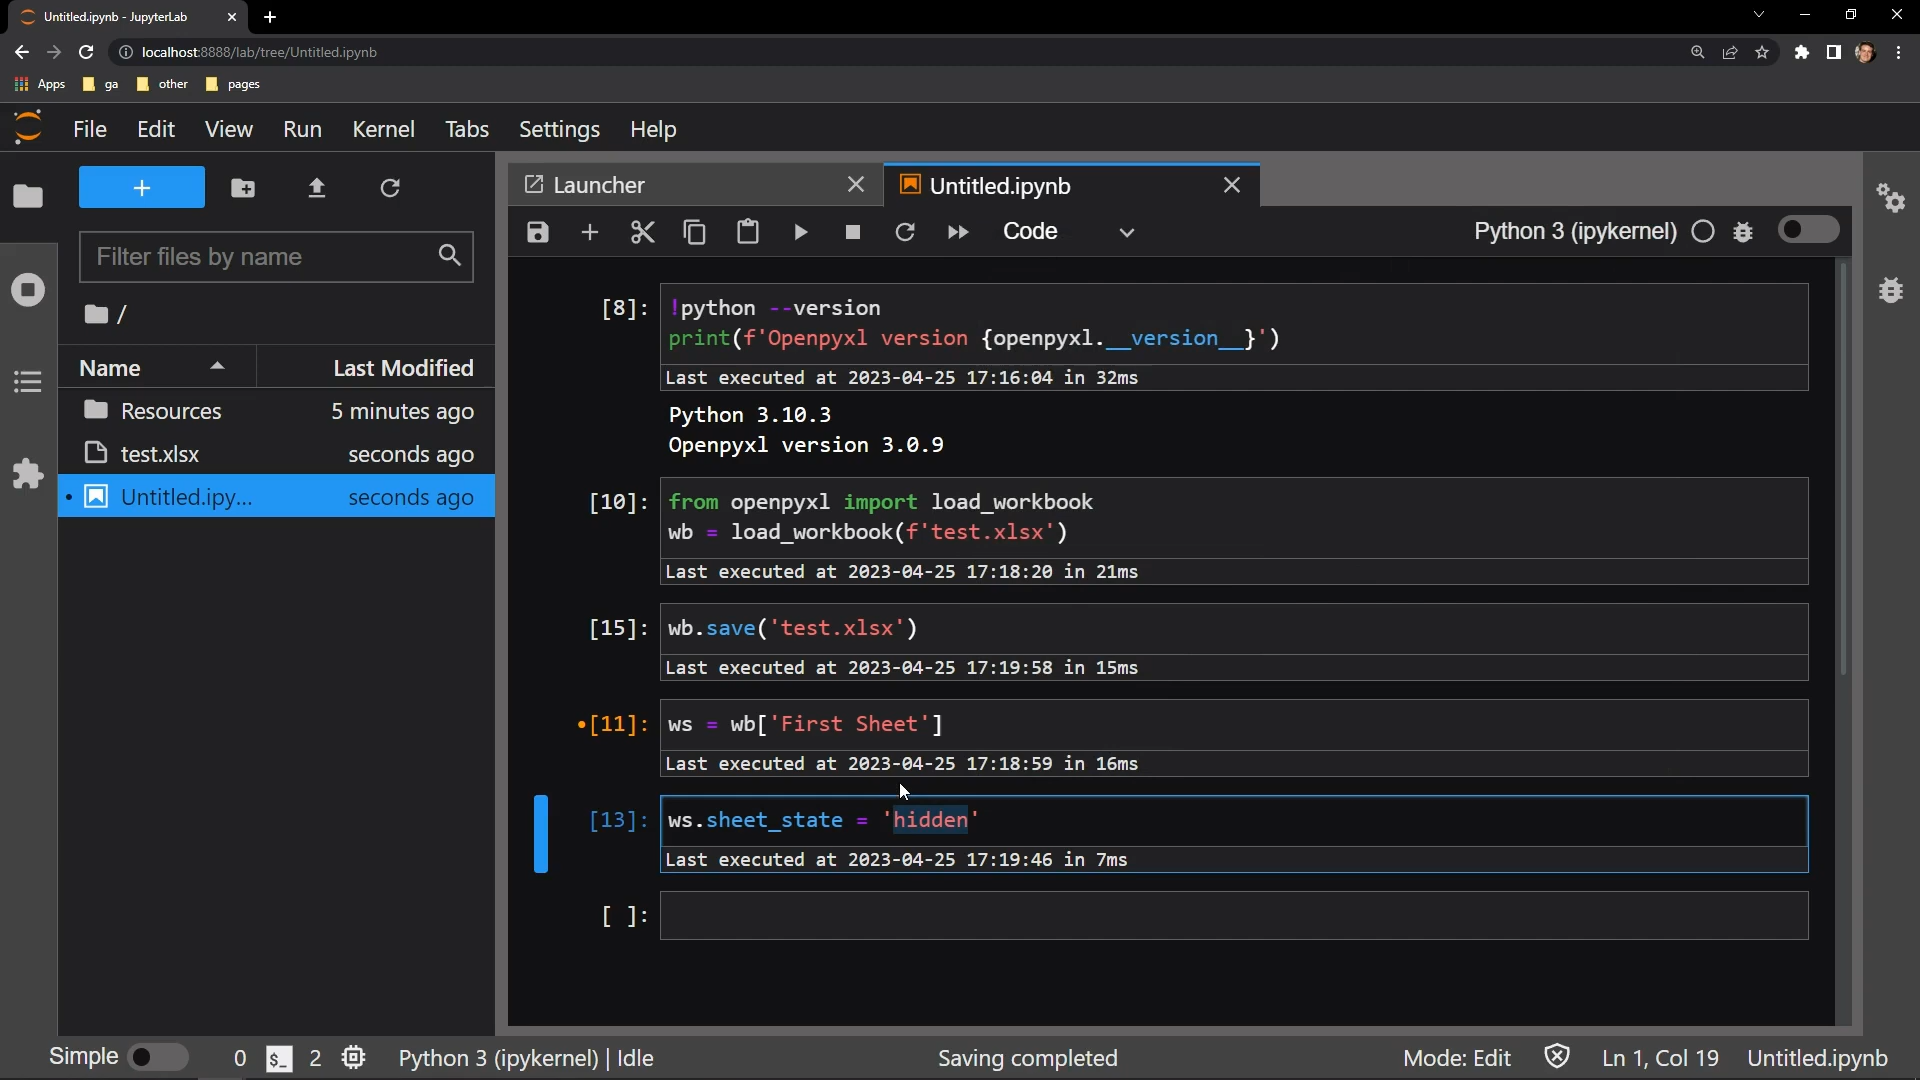 Untitled.ipynb - JupyterLab
localhost:8888/lab/tree/Untitled.ipynb
Apps ga other pages
File Edit View Run Kernel Tabs Settings Help
Launcher
Untitled.ipynb
Code
Python 3 (ipykernel)
Filter files by name
/
Name Last Modified
Resources 5 minutes ago
test.xlsx seconds ago
Untitled.ipy... seconds ago
[8]: !python --version
print(f'Openpyxl version {openpyxl.__version__}')
Last executed at 2023-04-25 17:16:04 in 32ms
Python 3.10.3
Openpyxl version 3.0.9
[10]: from openpyxl import load_workbook
wb = load_workbook(f'test.xlsx')
Last executed at 2023-04-25 17:18:20 in 21ms
[15]: wb.save('test.xlsx')
Last executed at 2023-04-25 17:19:58 in 15ms
•[11]: ws = wb['First Sheet']
Last executed at 2023-04-25 17:18:59 in 16ms
[13]: ws.sheet_state = 'hidden'
Last executed at 2023-04-25 17:19:46 in 7ms
[ ]:
Simple 0 $_ 2 Python 3 (ipykernel) | Idle Saving completed Mode: Edit Ln 1, Col 19 Untitled.ipynb